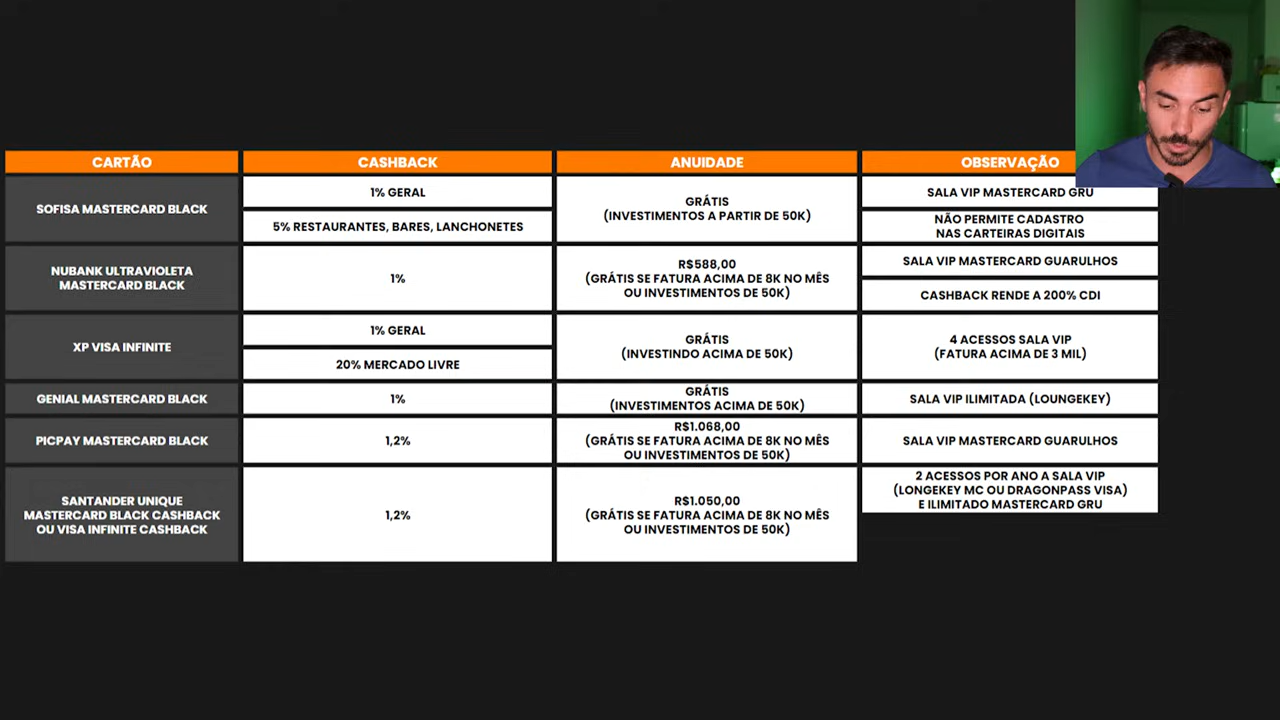 CARTÃO
CASHBACK
ANUIDADE
OBSERVAÇÃO
SOFISA MASTERCARD BLACK
1% GERAL
5% RESTAURANTES, BARES, LANCHONETES
GRÁTIS
(INVESTIMENTOS A PARTIR DE 50K)
SALA VIP MASTERCARD GRU
NÃO PERMITE CADASTRO
NAS CARTEIRAS DIGITAIS
NUBANK ULTRAVIOLETA
MASTERCARD BLACK
1%
R$588,00
(GRÁTIS SE FATURA ACIMA DE 8K NO MÊS
OU INVESTIMENTOS DE 50K)
SALA VIP MASTERCARD GUARULHOS
CASHBACK RENDE A 200% CDI
XP VISA INFINITE
1% GERAL
20% MERCADO LIVRE
GRÁTIS
(INVESTINDO ACIMA DE 50K)
4 ACESSOS SALA VIP
(FATURA ACIMA DE 3 MIL)
GENIAL MASTERCARD BLACK
1%
GRÁTIS
(INVESTIMENTOS ACIMA DE 50K)
SALA VIP ILIMITADA (LOUNGEKEY)
PICPAY MASTERCARD BLACK
1,2%
R$1.068,00
(GRÁTIS SE FATURA ACIMA DE 8K NO MÊS
OU INVESTIMENTOS DE 50K)
SALA VIP MASTERCARD GUARULHOS
SANTANDER UNIQUE
MASTERCARD BLACK CASHBACK
OU VISA INFINITE CASHBACK
1,2%
R$1.050,00
(GRÁTIS SE FATURA ACIMA DE 8K NO MÊS
OU INVESTIMENTOS DE 50K)
2 ACESSOS POR ANO A SALA VIP
(LONGEKEY MC OU DRAGONPASS VISA)
E ILIMITADO MASTERCARD GRU